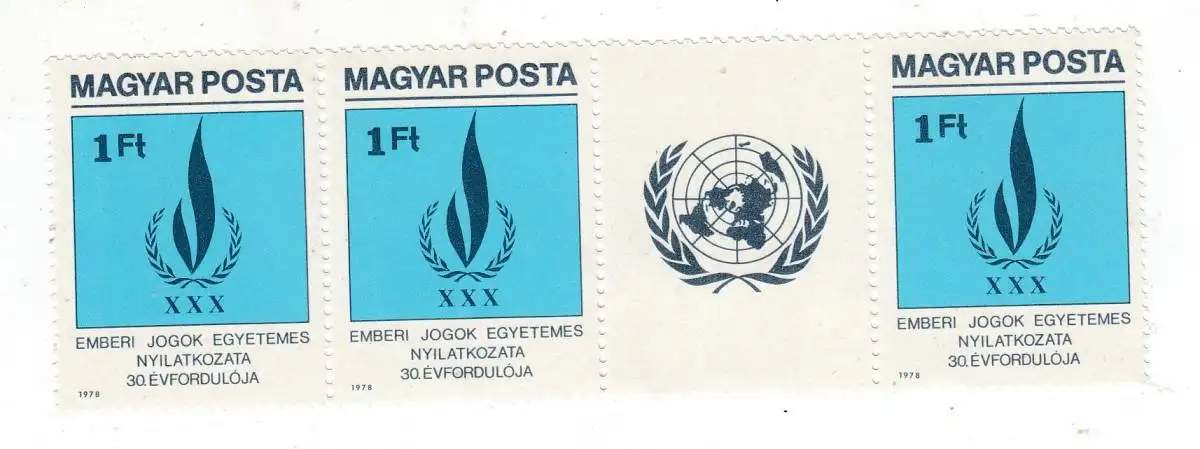 MAGYAR POSTA
1 Ft
XXX
EMBERI JOGOK EGYETEMES
NYILATKOZATA
30. ÉVFORDULÓJA
1978
MAGYAR POSTA
1 Ft
XXX
EMBERI JOGOK EGYETEMES
NYILATKOZATA
30. ÉVFORDULÓJA
1978
MAGYAR POSTA
1 Ft
XXX
EMBERI JOGOK EGYETEMES
NYILATKOZATA
30. ÉVFORDULÓJA
1978